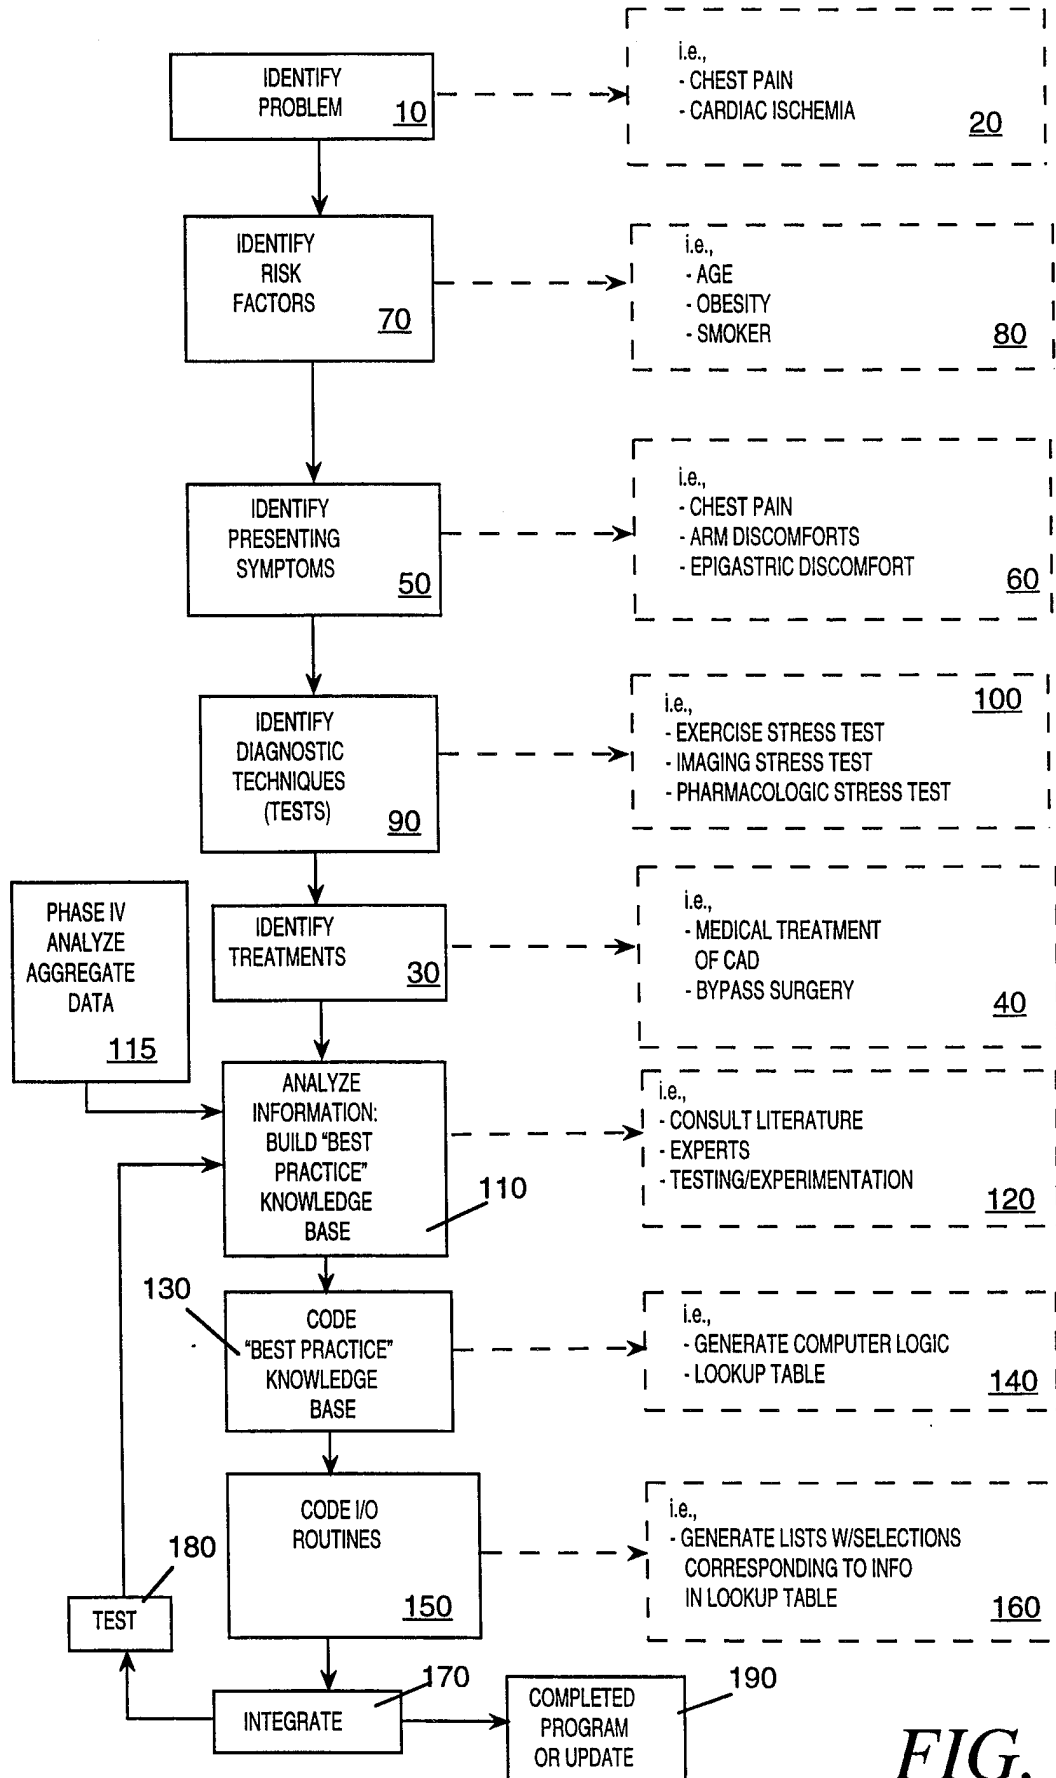 IDENTIFY
PROBLEM
10
i.e.,
- CHEST PAIN
- CARDIAC ISCHEMIA
20
IDENTIFY
RISK
FACTORS
70
i.e.,
- AGE
- OBESITY
- SMOKER
80
IDENTIFY
PRESENTING
SYMPTOMS
50
i.e.,
- CHEST PAIN
- ARM DISCOMFORTS
- EPIGASTRIC DISCOMFORT
60
IDENTIFY
DIAGNOSTIC
TECHNIQUES
(TESTS)
90
i.e.,
100
- EXERCISE STRESS TEST
- IMAGING STRESS TEST
- PHARMACOLOGIC STRESS TEST
PHASE IV
ANALYZE
AGGREGATE
DATA
115
IDENTIFY
TREATMENTS
30
i.e.,
- MEDICAL TREATMENT
OF CAD
- BYPASS SURGERY
40
ANALYZE
INFORMATION:
BUILD "BEST
PRACTICE"
KNOWLEDGE
BASE
110
i.e.,
- CONSULT LITERATURE
- EXPERTS
- TESTING/EXPERIMENTATION
120
130
CODE
"BEST PRACTICE"
KNOWLEDGE
BASE
i.e.,
- GENERATE COMPUTER LOGIC
- LOOKUP TABLE
140
CODE I/O
ROUTINES
150
i.e.,
- GENERATE LISTS W/SELECTIONS
CORRESPONDING TO INFO
IN LOOKUP TABLE
160
180
TEST
170
INTEGRATE
190
COMPLETED
PROGRAM
OR UPDATE
FIG.